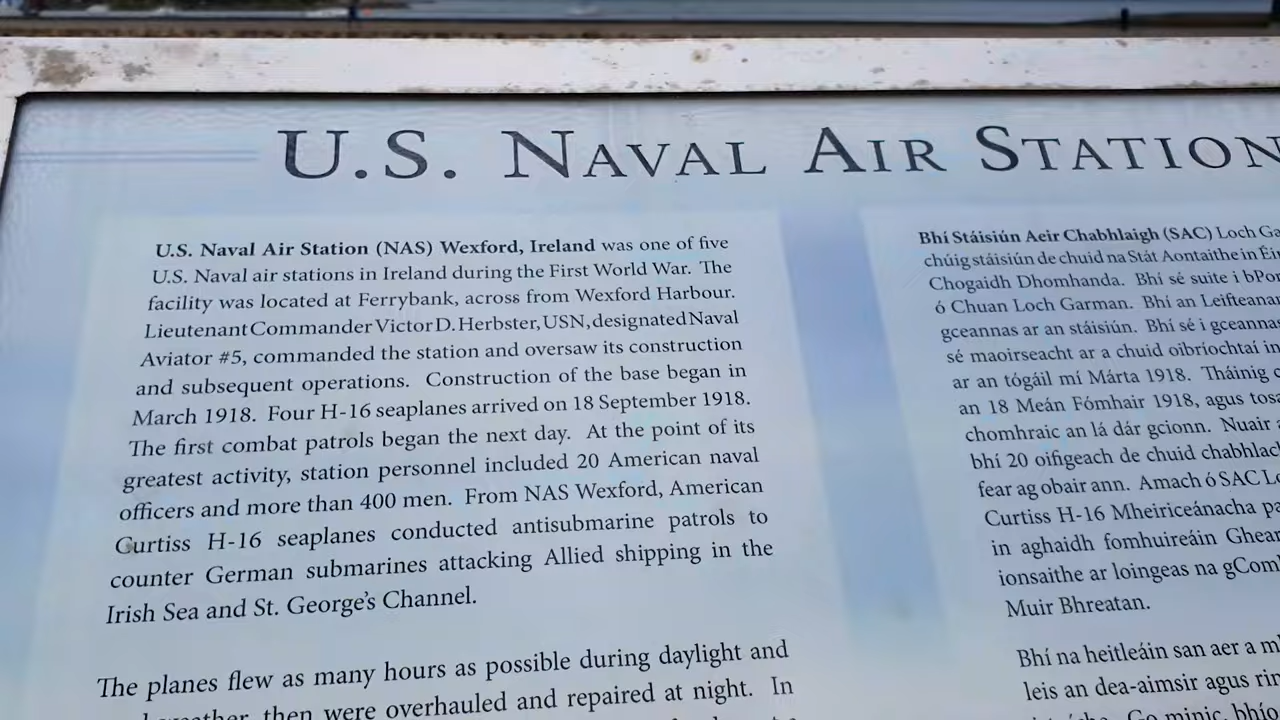 U.S. NAVAL AIR STATION
U.S. Naval Air Station (NAS) Wexford, Ireland was one of five
U.S. Naval air stations in Ireland during the First World War. The
facility was located at Ferrybank, across from Wexford Harbour.
Lieutenant Commander Victor D. Herbster, USN, designated Naval
Aviator #5, commanded the station and oversaw its construction
and subsequent operations. Construction of the base began in
March 1918. Four H-16 seaplanes arrived on 18 September 1918.
The first combat patrols began the next day. At the point of its
greatest activity, station personnel included 20 American naval
officers and more than 400 men. From NAS Wexford, American
Curtiss H-16 seaplanes conducted antisubmarine patrols to
counter German submarines attacking Allied shipping in the
Irish Sea and St. George's Channel.
The planes flew as many hours as possible during daylight and
then were overhauled and repaired at night. In
Bhí Stáisiún Aeir Chabhlaigh (SAC) Loch
chúig stáisiún de chuid na Stát Aontaithe in
Chogaidh Dhomhanda. Bhí sé suite i
ó Chuan Loch Garman. Bhí an
gceannas ar an stáisiún. Bhí sé i
sé maoirseacht ar a chuid oibríochtaí
ar an tógáil mí Márta 1918. Tháinig
an 18 Meán Fómhair 1918, agus
chomhraic an lá dár gcionn. Nuair
bhí 20 oifigeach de chuid
fear ag obair ann. Amach ó SAC
Curtiss H-16 Mheiriceánacha
in aghaidh fomhuireáin
ionsaithe ar loingeas na
Muir Bhreatan.
Bhí na heitleáin san aer a
leis an dea-aimsir agus
Go minic, bhío